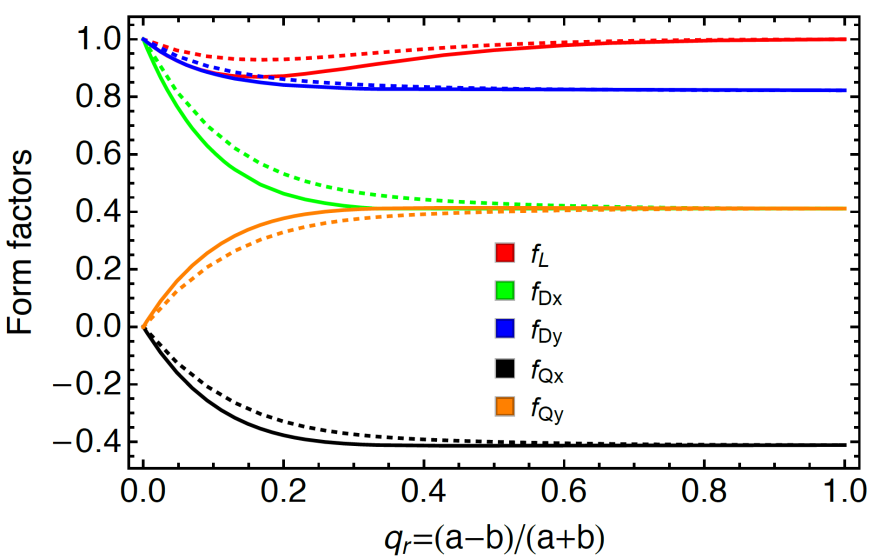 Form factors
1.0
0.8
0.6
0.4
0.2
0.0
−0.2
−0.4
f_L
f_Dx
f_Dy
f_Qx
f_Qy
0.0 0.2 0.4 0.6 0.8 1.0
q_r=(a−b)/(a+b)